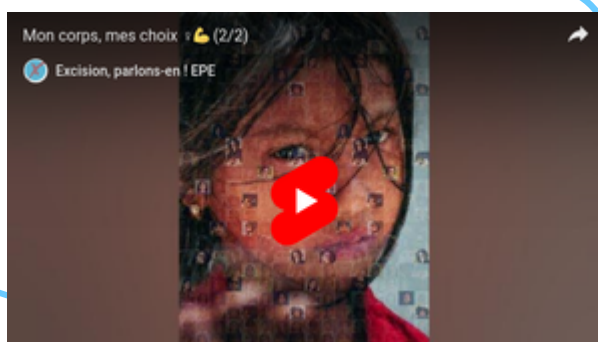 Mon corps, mes choix ♀💪 (2/2)
Excision, parlons-en ! EPE